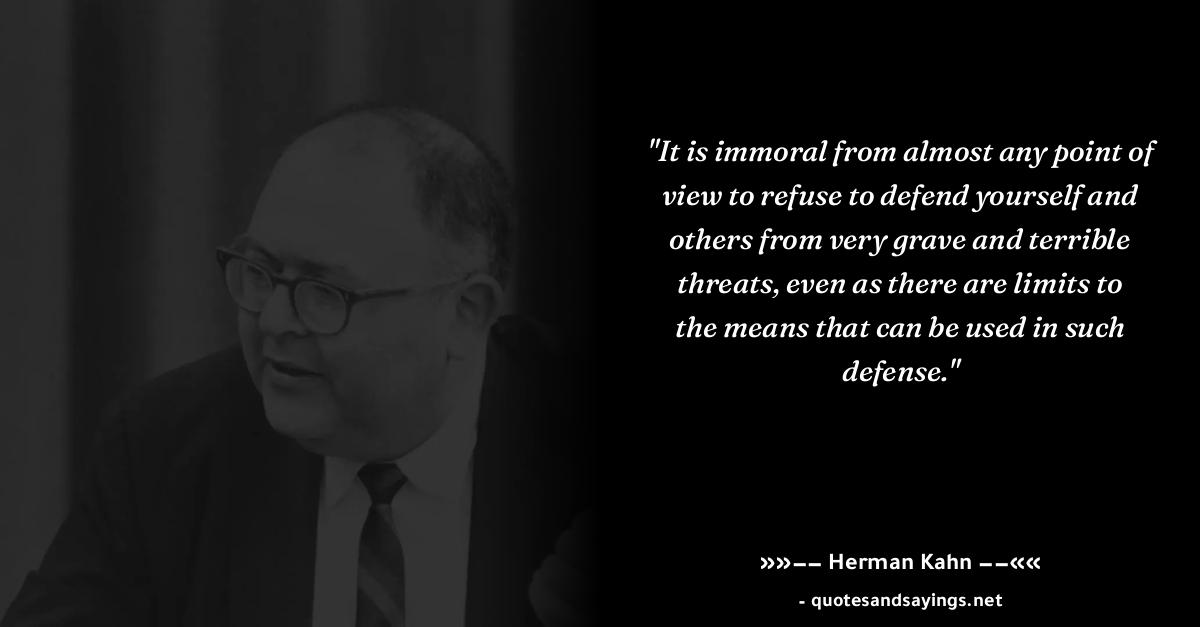 "It is immoral from almost any point of
view to refuse to defend yourself and
others from very grave and terrible
threats, even as there are limits to
the means that can be used in such
defense."
»»−− Herman Kahn −−««
- quotesandsayings.net